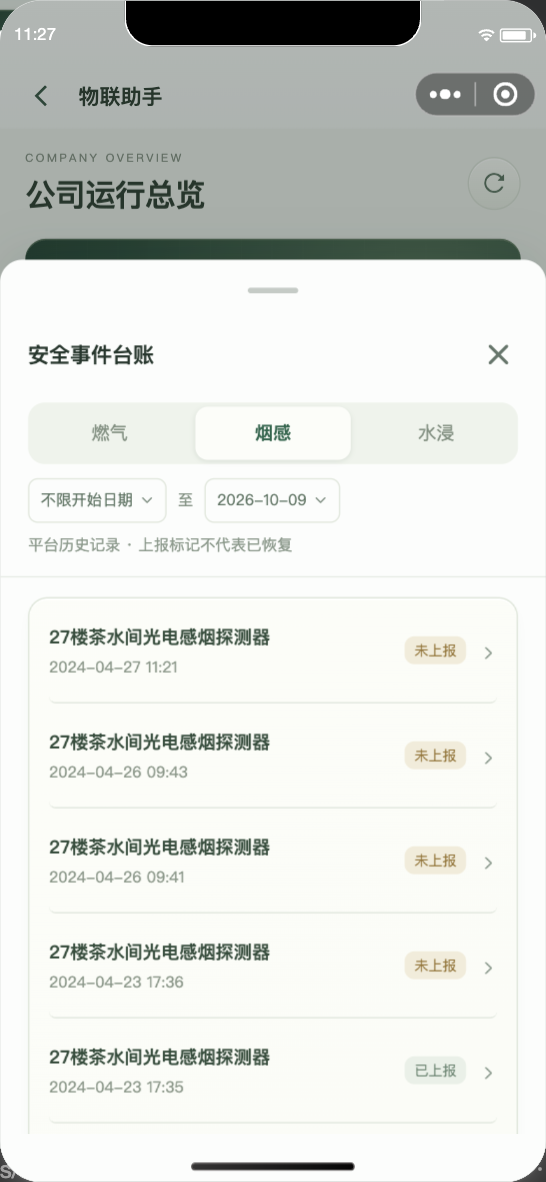 11:27
物联助手
COMPANY OVERVIEW
公司运行总览
安全事件台账
燃气 烟感 水浸
不限开始日期 至 2026-10-09
平台历史记录 · 上报标记不代表已恢复
27楼茶水间光电感烟探测器
未上报
2024-04-27 11:21
27楼茶水间光电感烟探测器
未上报
2024-04-26 09:43
27楼茶水间光电感烟探测器
未上报
2024-04-26 09:41
27楼茶水间光电感烟探测器
未上报
2024-04-23 17:36
27楼茶水间光电感烟探测器
已上报
2024-04-23 17:35